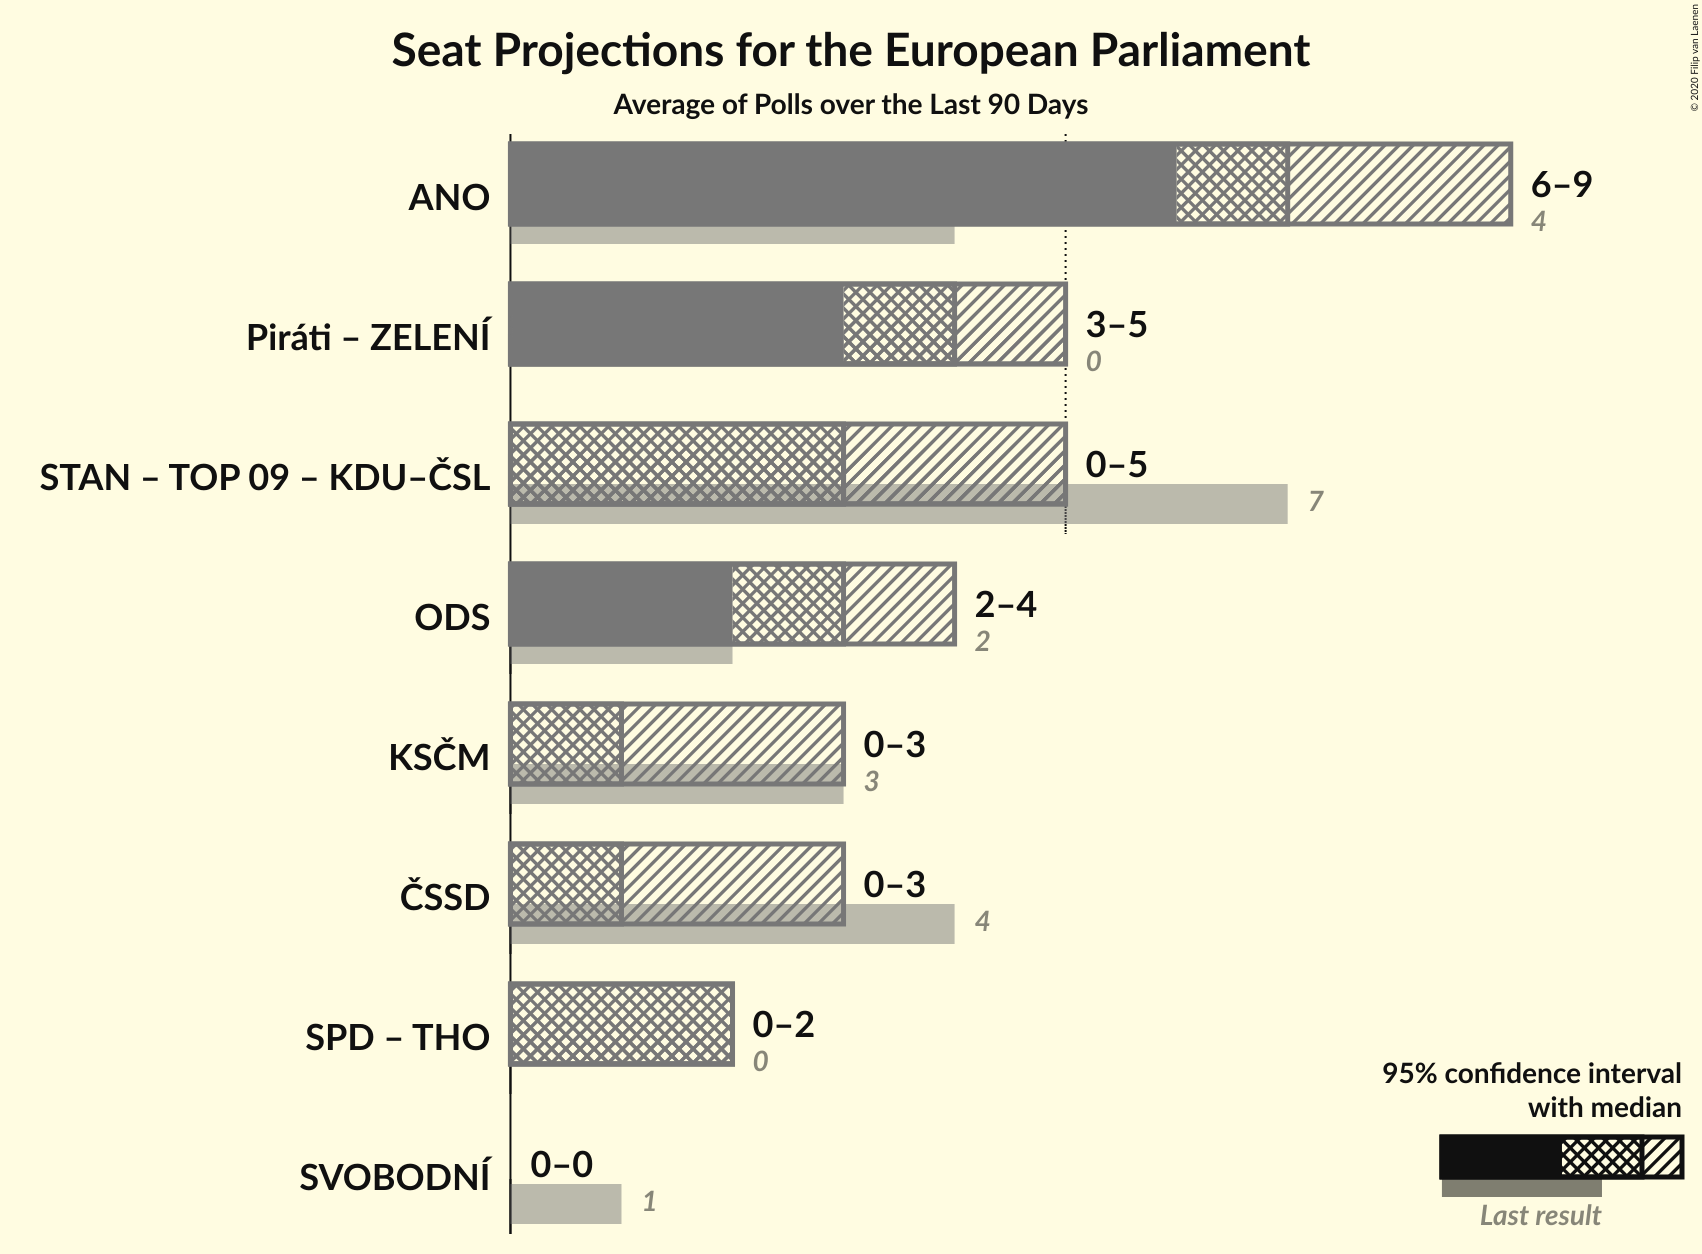 Seat Projections for the European Parliament
Average of Polls over the Last 90 Days
© 2020 Filip van Laenen
ANO
6–9
4
Piráti – ZELENÍ
3–5
0
STAN – TOP 09 – KDU–ČSL
0–5
7
ODS
2–4
2
KSČM
0–3
3
ČSSD
0–3
4
SPD – THO
0–2
0
SVOBODNÍ
0–0
1
95% confidence interval
with median
Last result